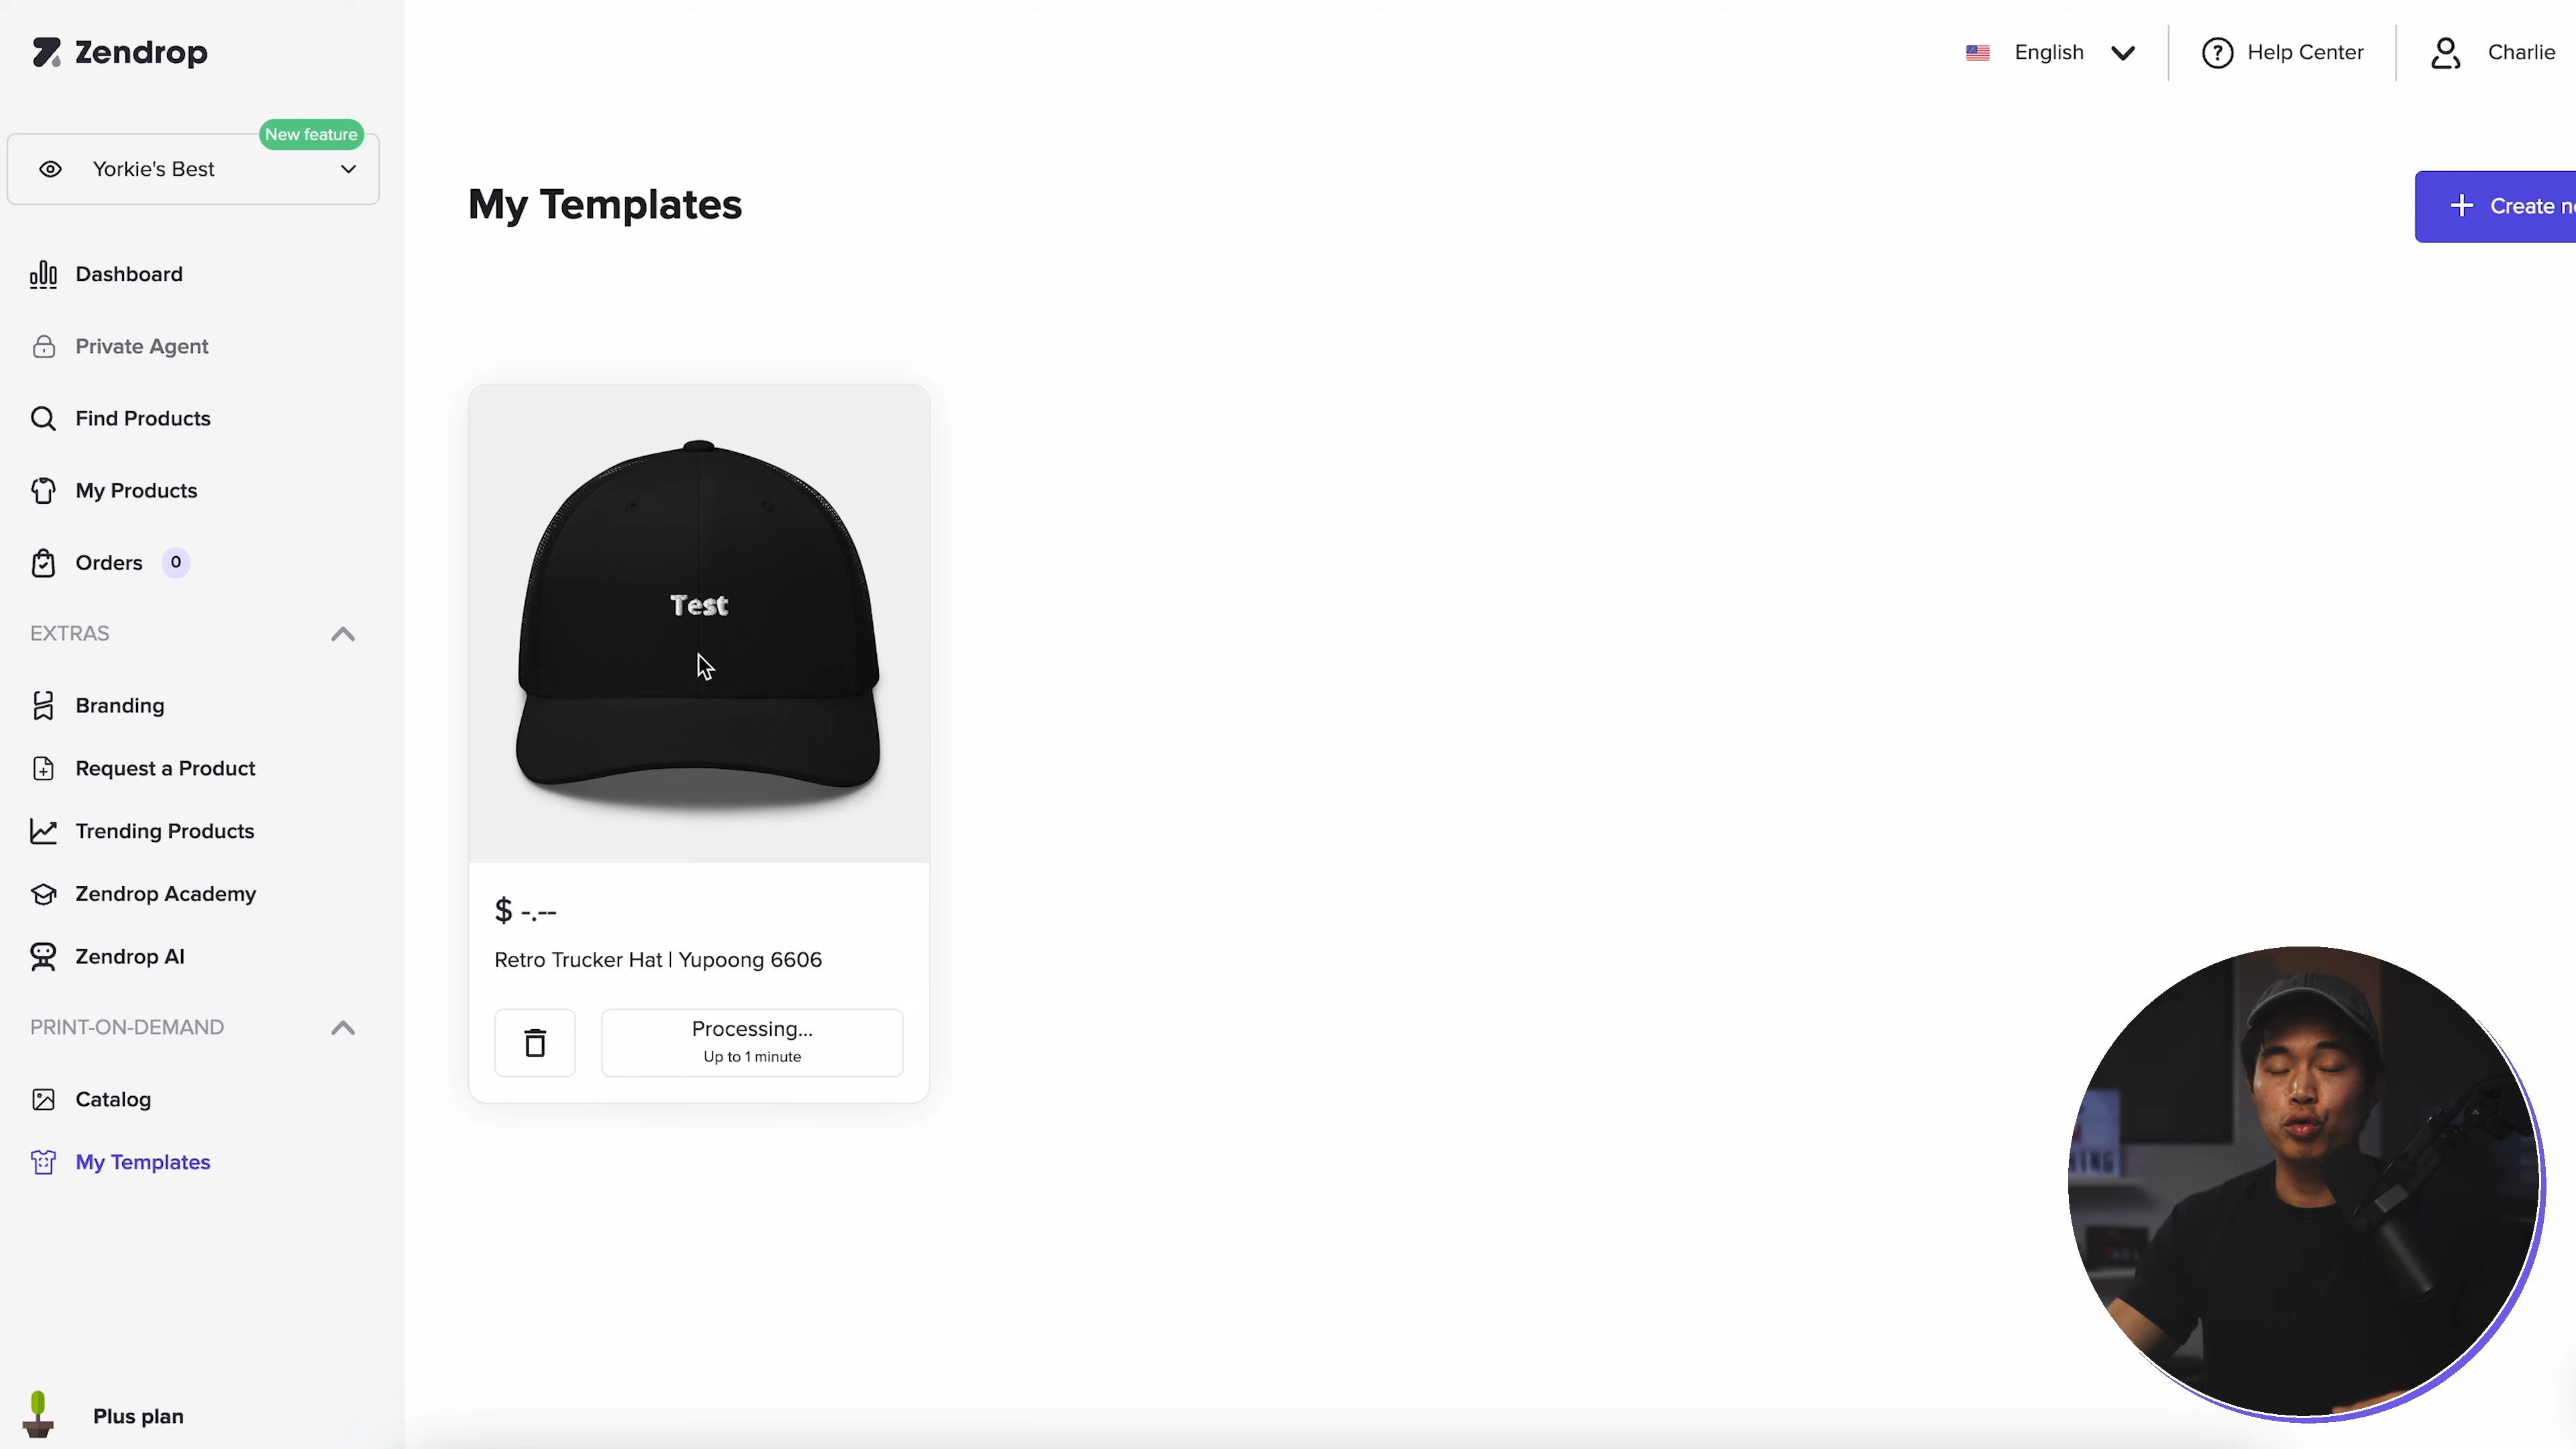 Zendrop
English
Help Center
Charlie
New feature
Yorkie's Best
My Templates
+ Create
Dashboard
Private Agent
Find Products
My Products
Orders 0
EXTRAS
Branding
Request a Product
Trending Products
Zendrop Academy
Zendrop AI
PRINT-ON-DEMAND
Catalog
My Templates
Plus plan
Test
$ -.--
Retro Trucker Hat | Yupoong 6606
Processing...
Up to 1 minute